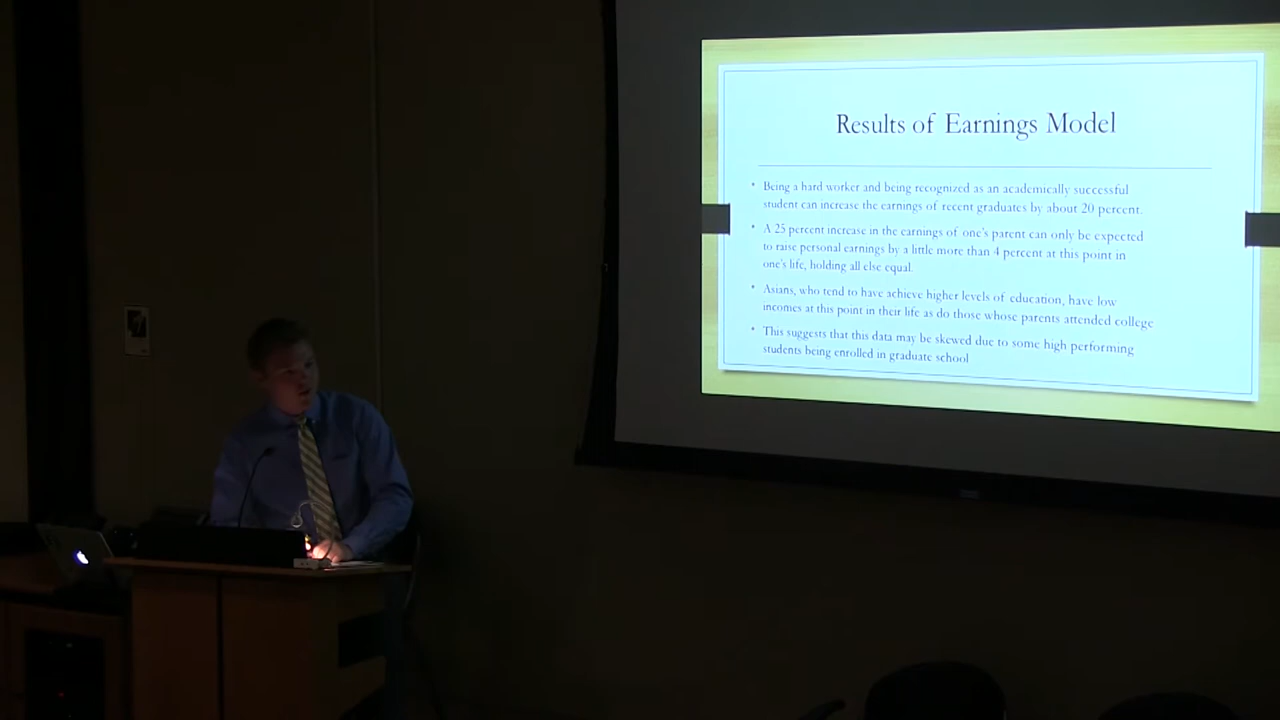 Results of Earnings Model
• Being a hard worker and being recognized as an academically successful
student can increase the earnings of recent graduates by about 20 percent.
• A 25 percent increase in the earnings of one's parent can only be expected
to raise personal earnings by a little more than 4 percent at this point in
one's life, holding all else equal.
• Asians, who tend to have achieve higher levels of education, have low
incomes at this point in their life as do those whose parents attended college
• This suggests that this data may be skewed due to some high performing
students being enrolled in graduate school